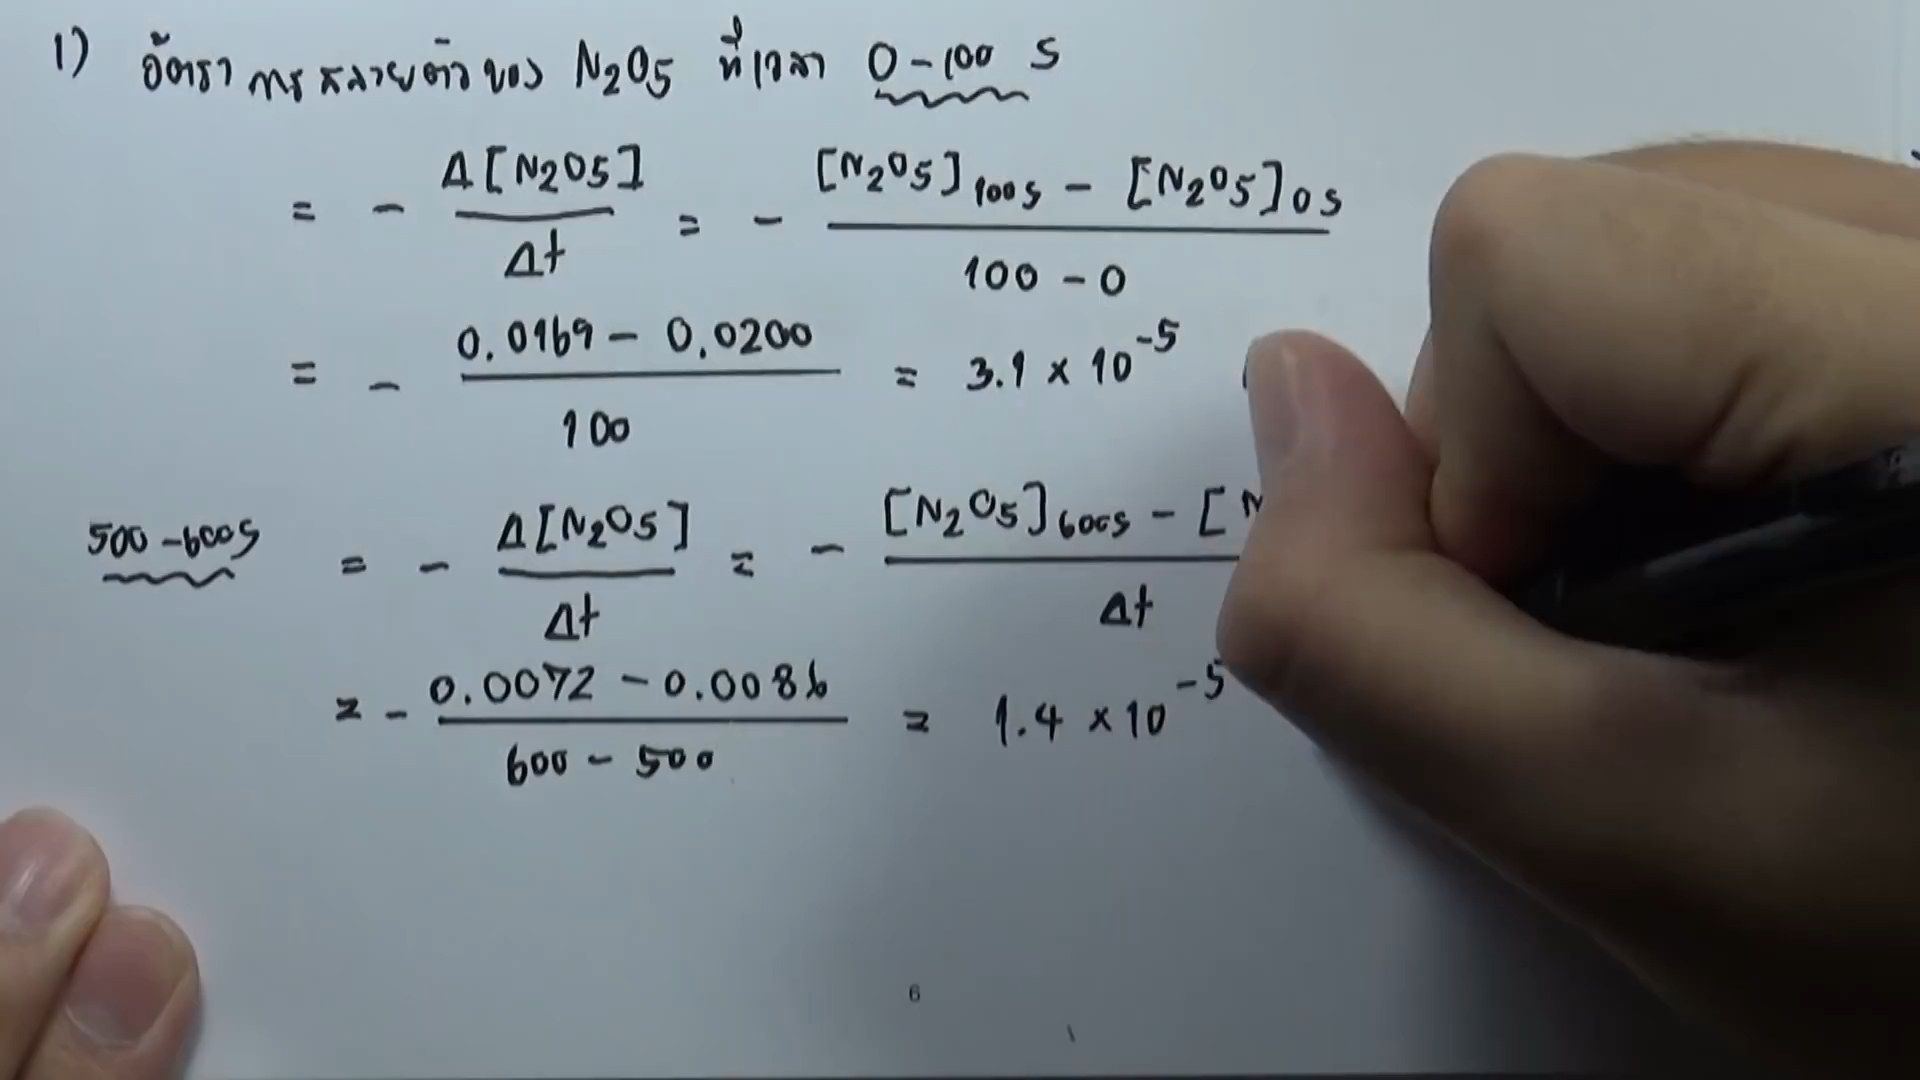 1) อัตราการสลายตัวของ N₂O₅ ที่เวลา 0-100 s
= - Δ[N₂O₅] / Δt = - [N₂O₅]₁₀₀ₛ - [N₂O₅]₀ₛ / 100 - 0
= - 0.0169 - 0.0200 / 100 = 3.1 × 10⁻⁵
500-600s = - Δ[N₂O₅] / Δt = - [N₂O₅]₆₀₀ₛ - [N / Δt
= - 0.0072 - 0.0086 / 600 - 500 = 1.4 × 10⁻⁵
6